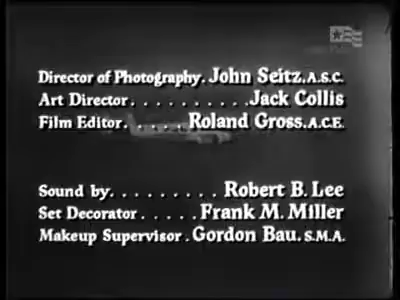 Director of Photography. John Seitz, A.S.C.
Art Director . . . . . . . . . . Jack Collis
Film Editor . . . . . . Roland Gross, A.C.E.
Sound by . . . . . . . . . Robert B. Lee
Set Decorator . . . . . Frank M. Miller
Makeup Supervisor . Gordon Bau, S.M.A.